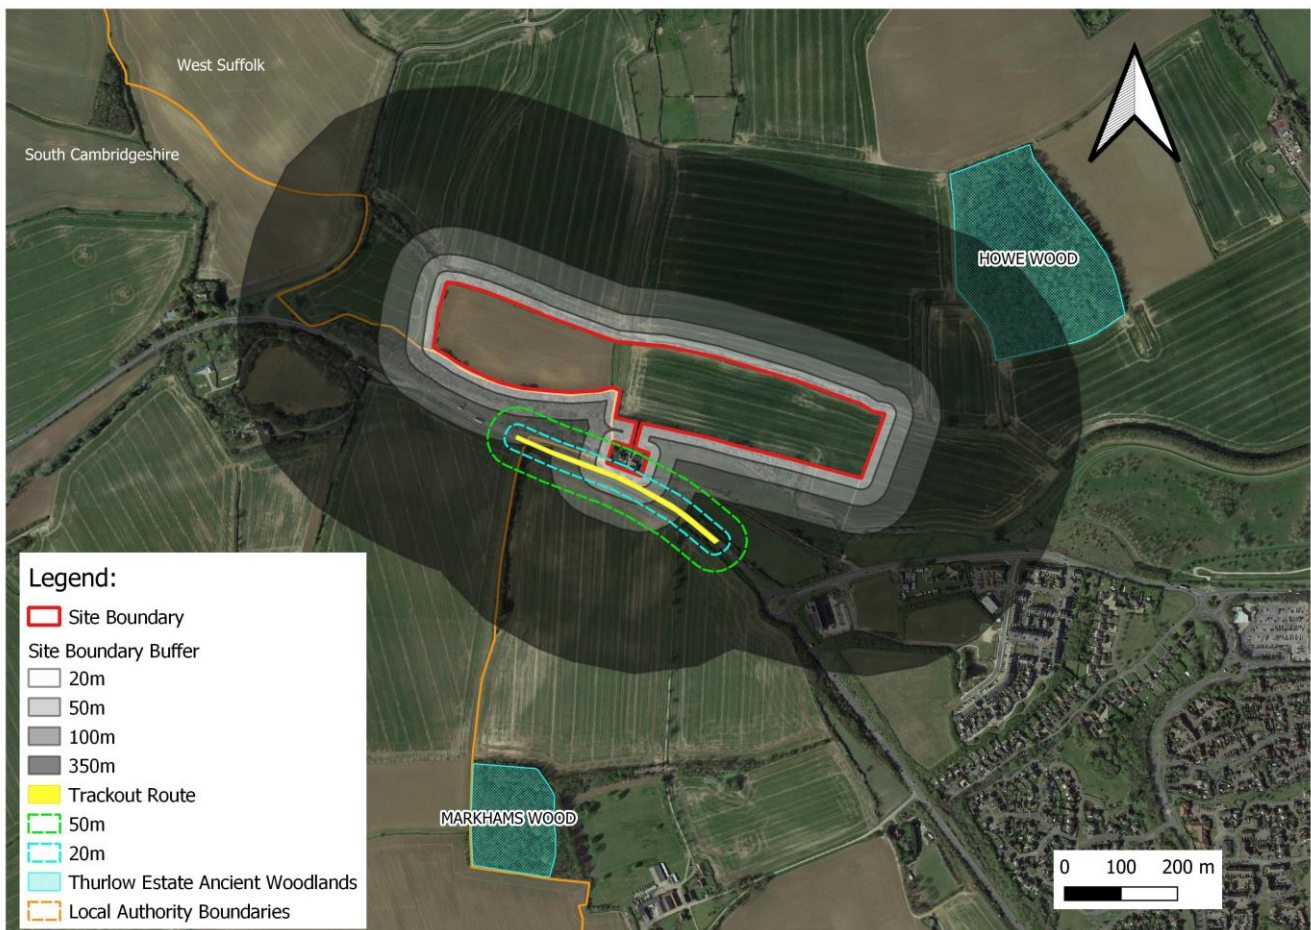 West Suffolk
South Cambridgeshire
HOWE WOOD
MARKHAMS WOOD
Legend:
Site Boundary
Site Boundary Buffer
20m
50m
100m
350m
Trackout Route
50m
20m
Thurlow Estate Ancient Woodlands
Local Authority Boundaries
0 100 200 m